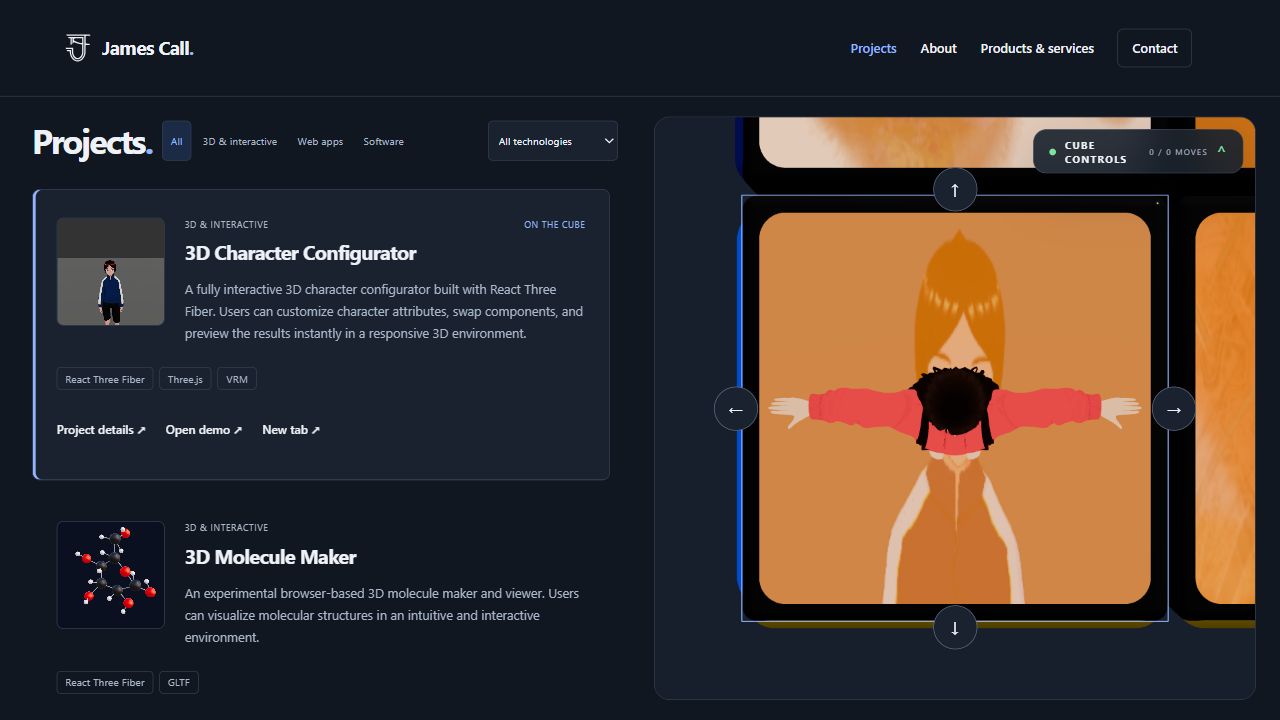 James Call.
Projects About Products & services Contact
Projects. All 3D & interactive Web apps Software All technologies
CUBE CONTROLS 0 / 0 MOVES ^
↑
← →
↓
3D & INTERACTIVE ON THE CUBE
3D Character Configurator
A fully interactive 3D character configurator built with React Three
Fiber. Users can customize character attributes, swap components, and
preview the results instantly in a responsive 3D environment.
React Three Fiber Three.js VRM
Project details ↗ Open demo ↗ New tab ↗
3D & INTERACTIVE
3D Molecule Maker
An experimental browser-based 3D molecule maker and viewer. Users
can visualize molecular structures in an intuitive and interactive
environment.
React Three Fiber GLTF